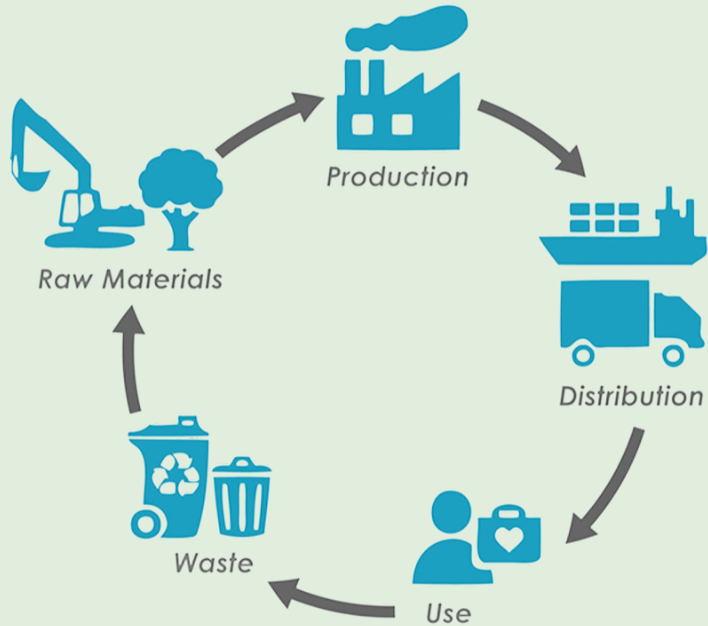 Production
Raw Materials
Distribution
Waste
Use